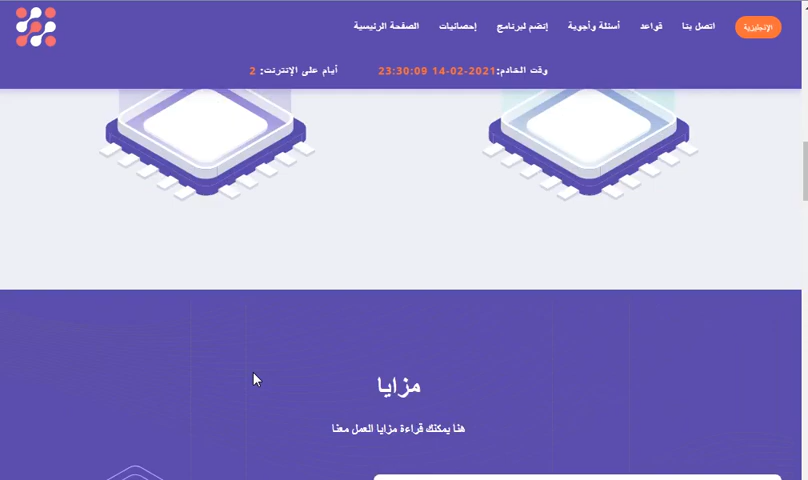 الإنجليزية
اتصل بنا
قواعد
أسئلة وأجوبة
إنضم لبرنامج
إحصائيات
الصفحة الرئيسية
وقت الخادم:23:30:09 14-02-2021
أيام على الإنترنت: 2
مزايا
هنا يمكنك قراءة مزايا العمل معنا